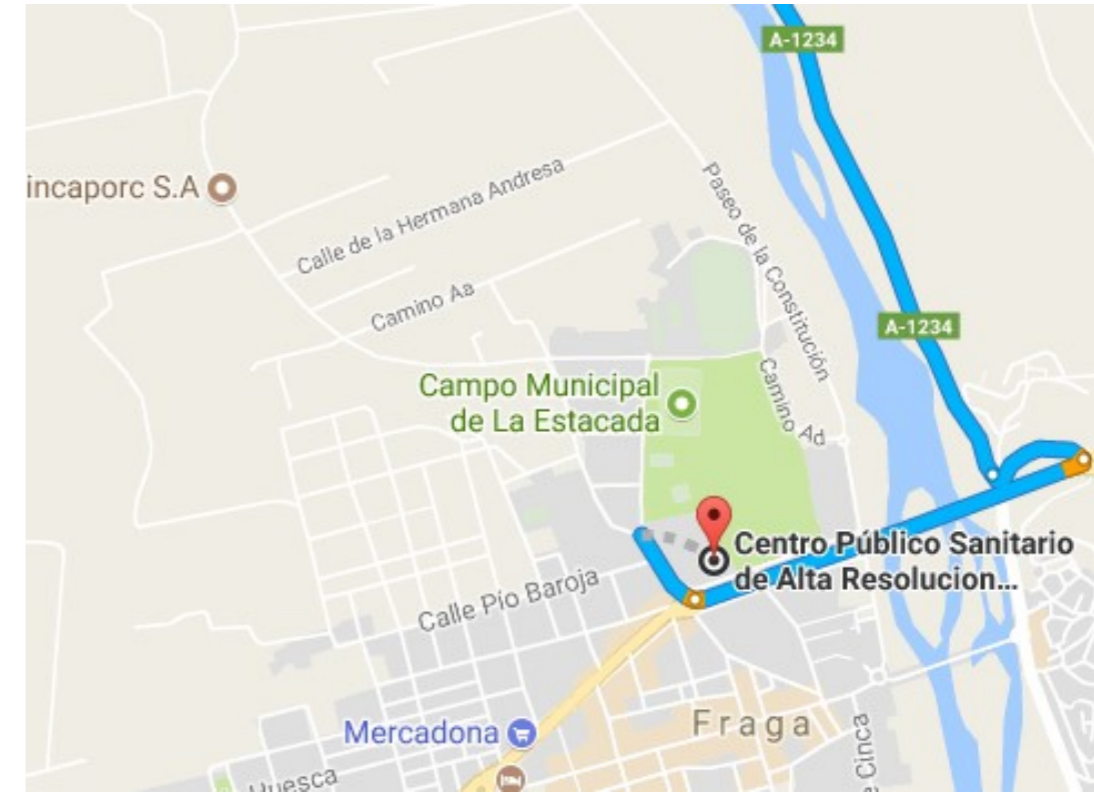 A-1234
incaporc S.A
Calle de la Hermana Andresa
Paseo de la Constitución
Camino Aa
A-1234
Campo Municipal
de La Estacada
Camino Ad
Centro Público Sanitario
de Alta Resolucion...
Calle Pío Baroja
Fraga
Mercadona
Huesca
e Cinca